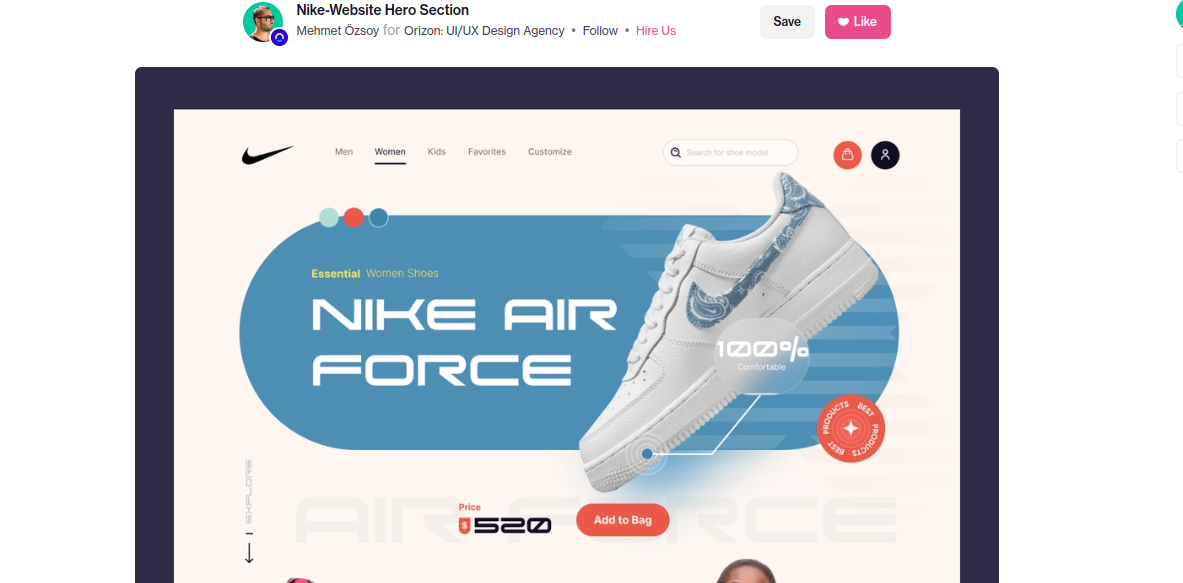 Nike-Website Hero Section
Mehmet Özsoy for Orizon: UI/UX Design Agency • Follow • Hire Us
Save
Like
Men
Women
Kids
Favorites
Customize
Search for shoe model
Essential Women Shoes
NIKE AIR
FORCE
100%
Comfortable
BEST PRODUCTS BEST PRODUCTS
EXPLORE
AIR FORCE
Price
$ 520
Add to Bag